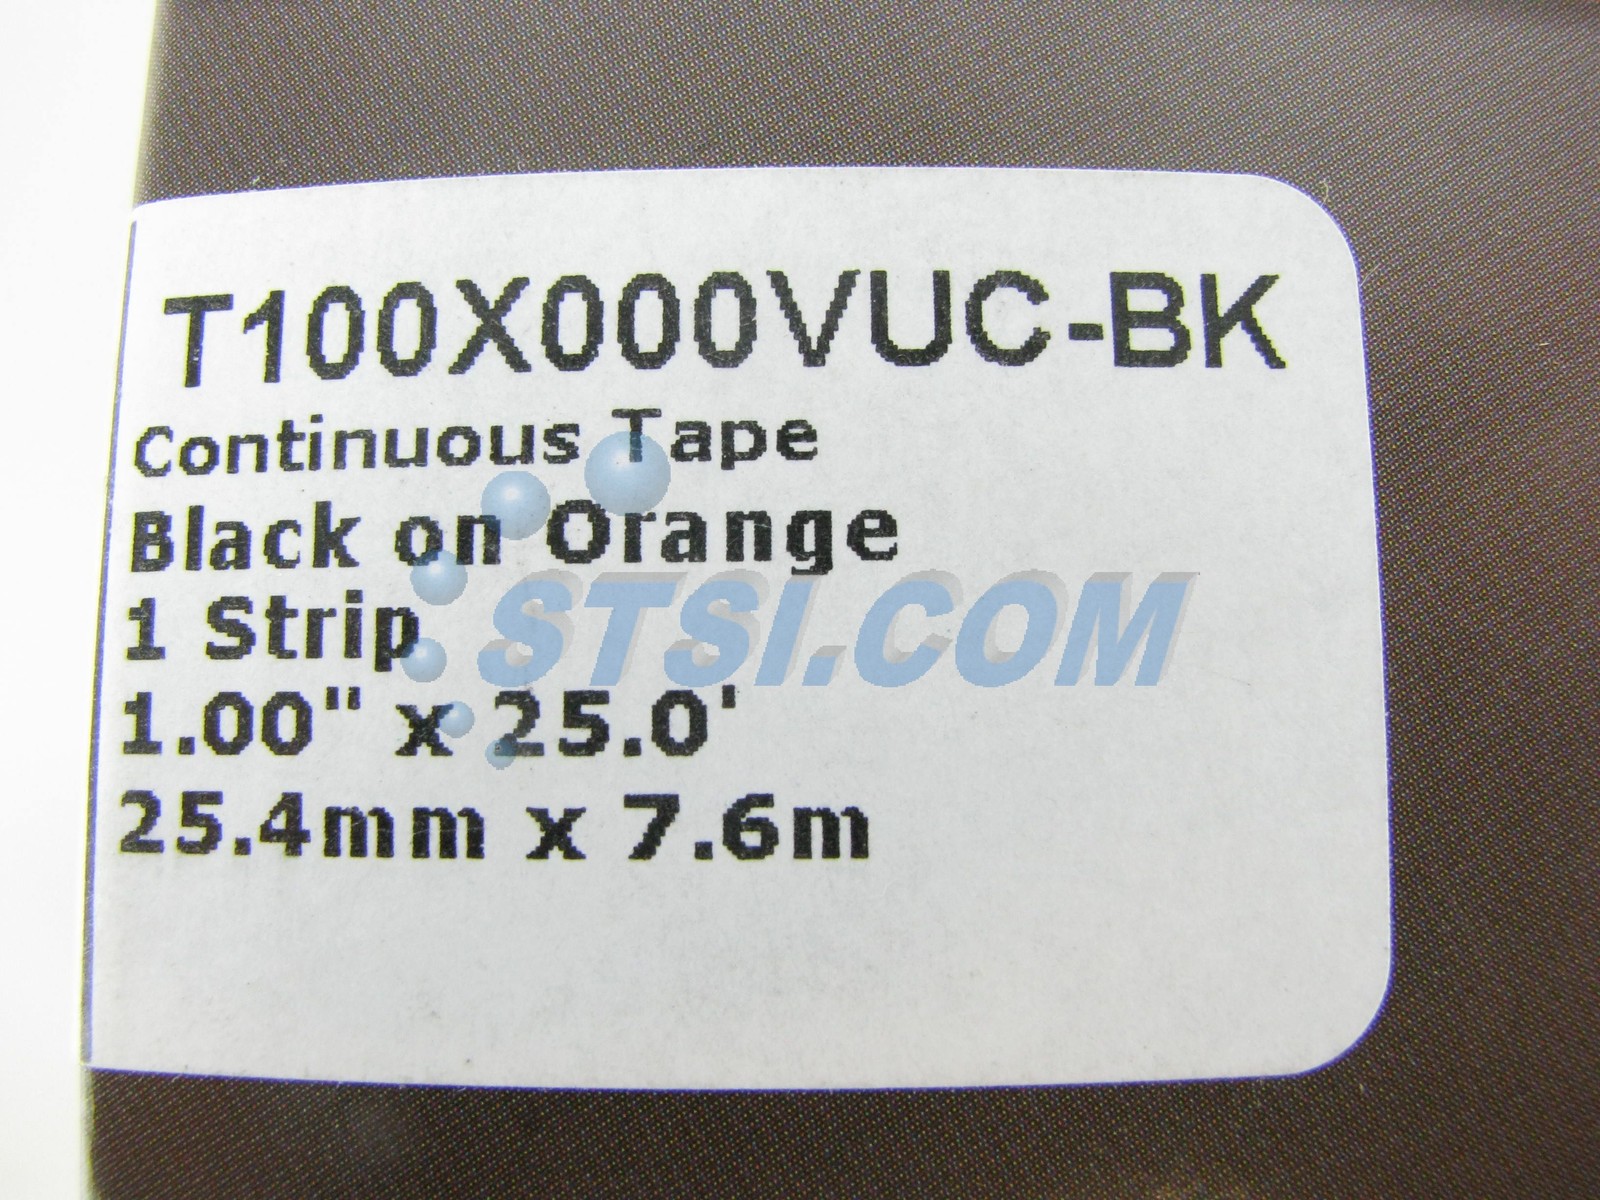 T100X000VUC-BK
Continuous Tape
Black on Orange
1 Strip
1.00" x 25.0'
25.4mm x 7.6m
STSI.COM